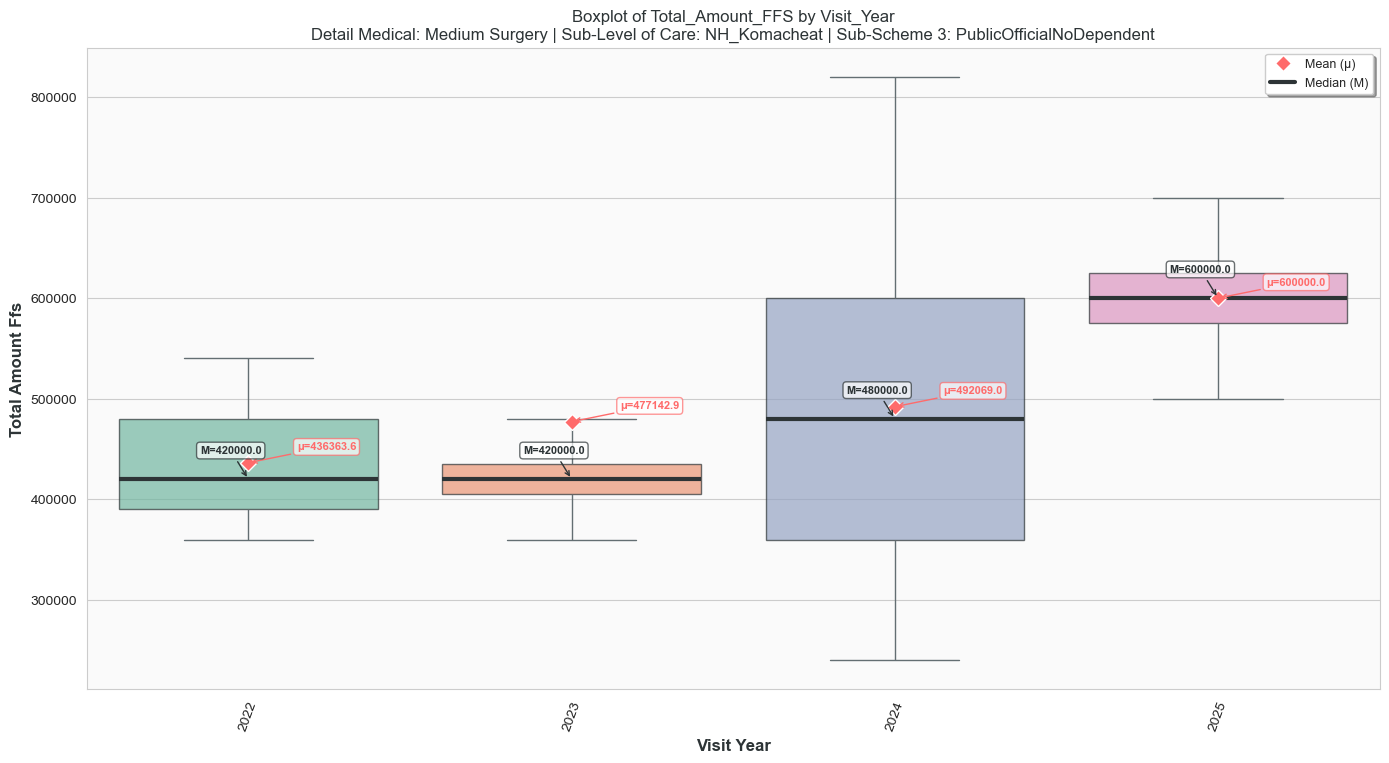 Boxplot of Total_Amount_FFS by Visit_Year
Detail Medical: Medium Surgery | Sub-Level of Care: NH_Komacheat | Sub-Scheme 3: PublicOfficialNoDependent
Mean (μ)
Median (M)
Total Amount Ffs
800000
700000
600000
500000
400000
300000
M=420000.0
μ=436363.6
M=420000.0
μ=477142.9
M=480000.0
μ=492069.0
M=600000.0
μ=600000.0
2022
2023
2024
2025
Visit Year